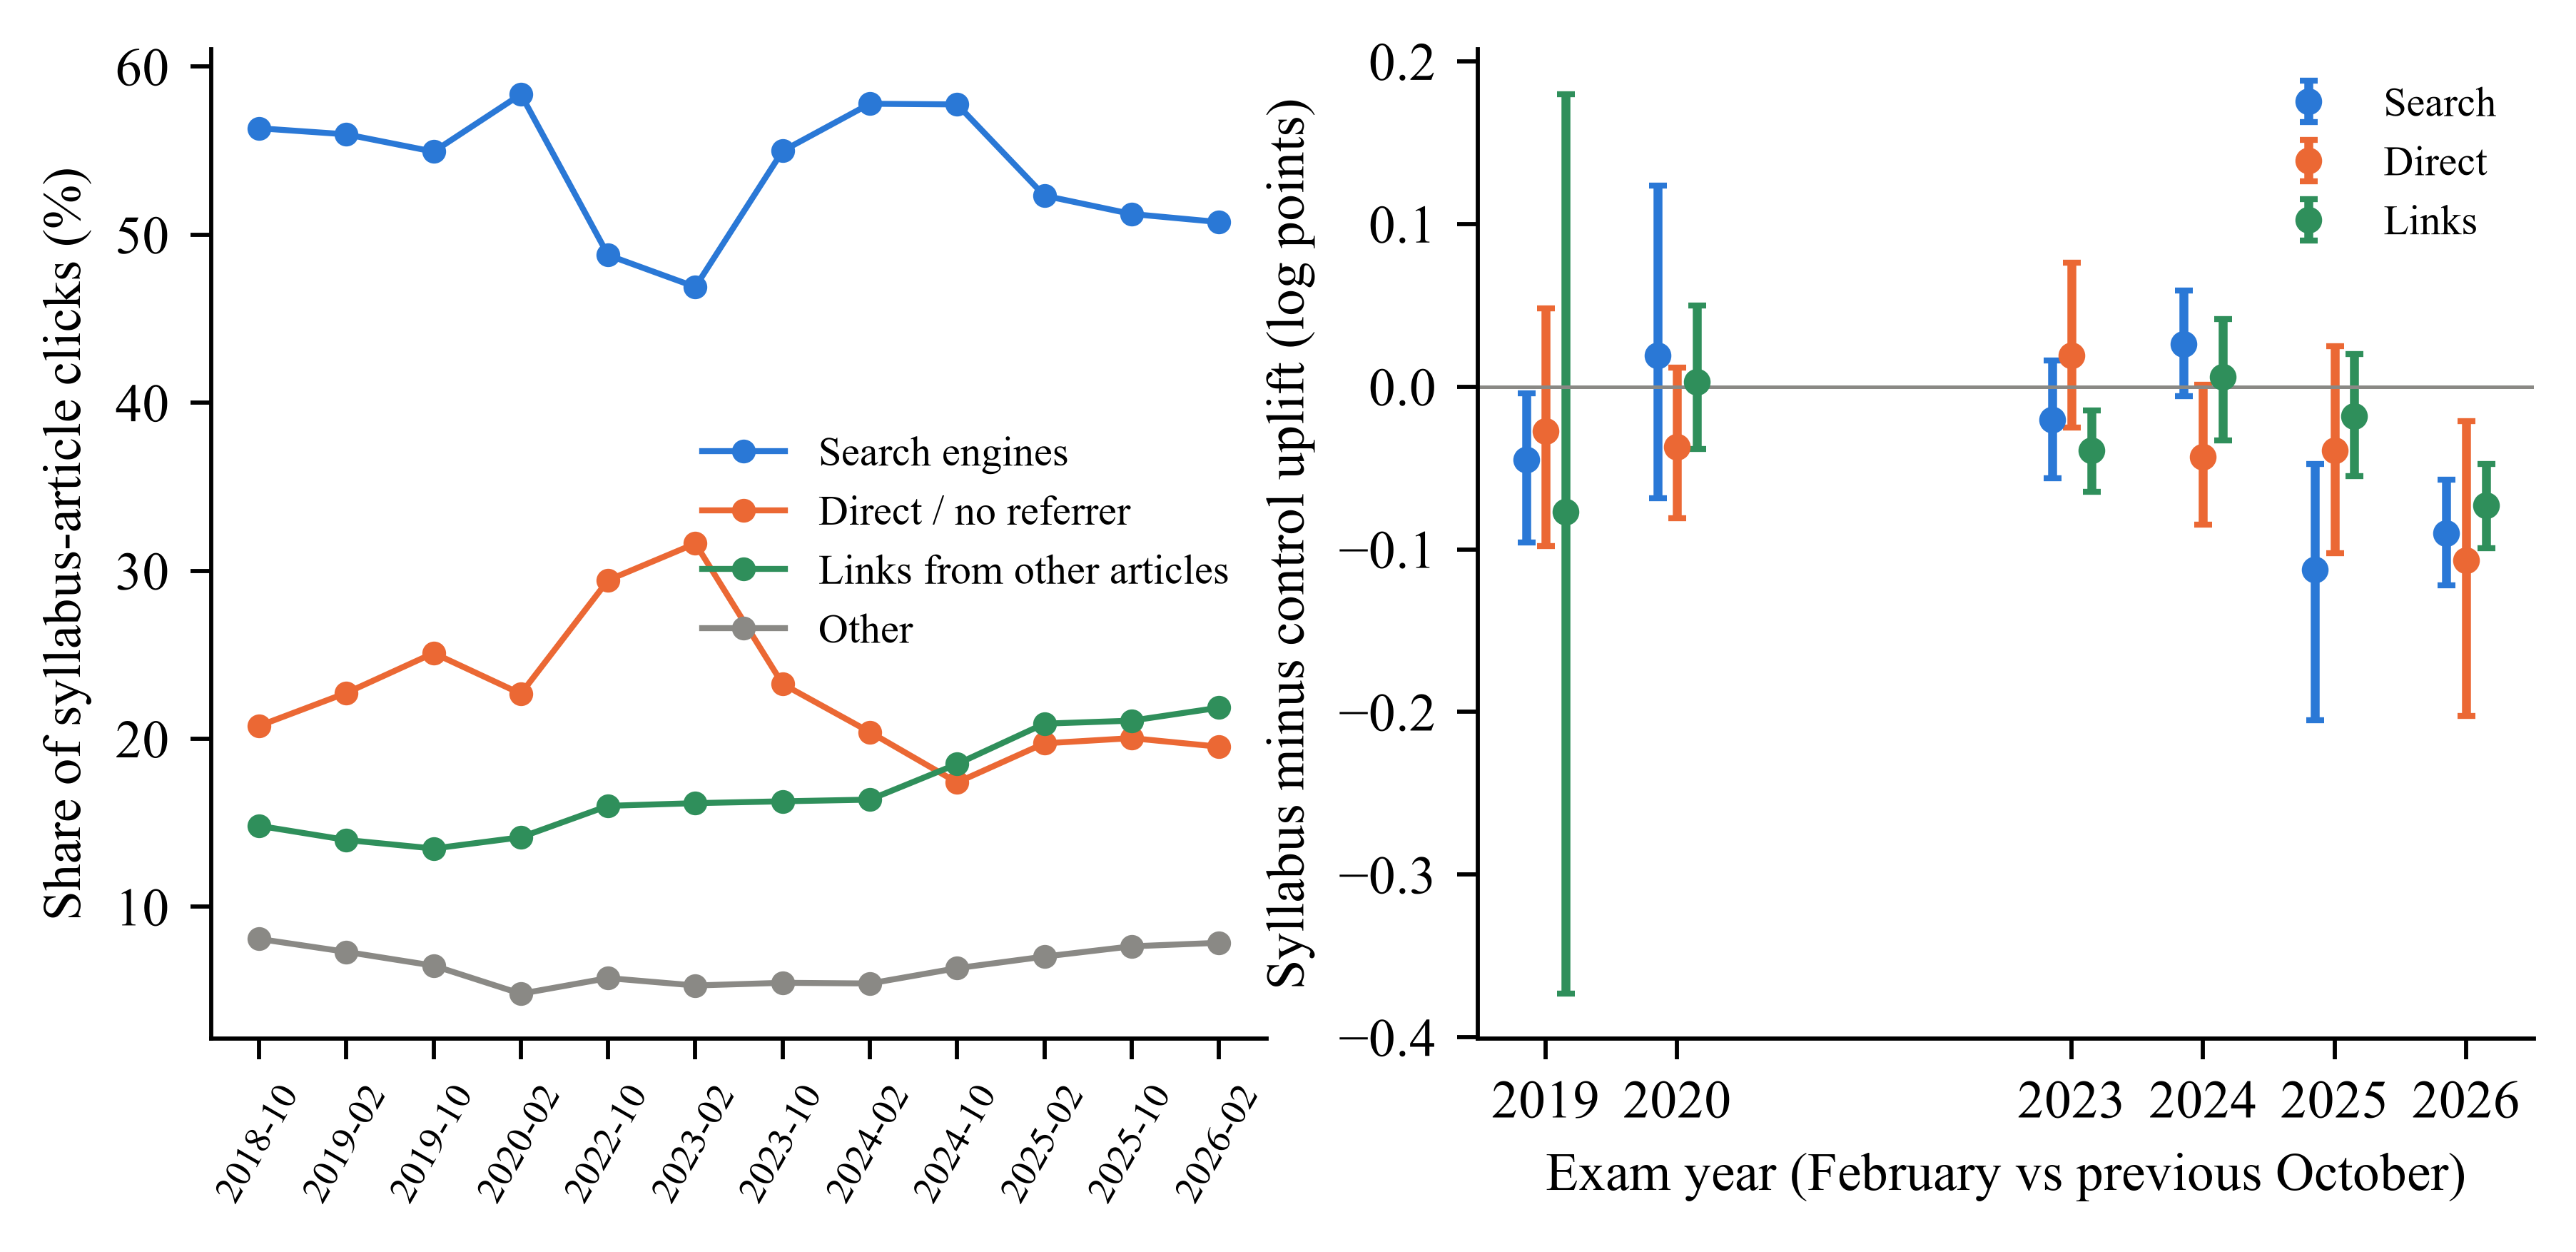 Share of syllabus-article clicks (%)
60
50
40
30
20
10
Search engines
Direct / no referrer
Links from other articles
Other
2018-10
2019-02
2019-10
2020-02
2022-10
2023-02
2023-10
2024-02
2024-10
2025-02
2025-10
2026-02
Syllabus minus control uplift (log points)
0.2
0.1
0.0
−0.1
−0.2
−0.3
−0.4
Search
Direct
Links
2019 2020 2023 2024 2025 2026
Exam year (February vs previous October)